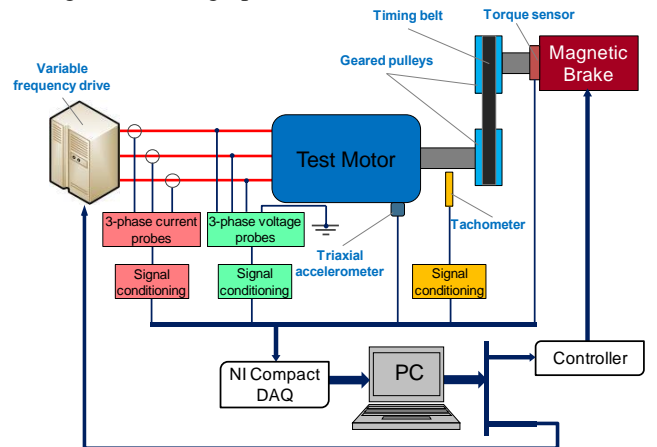 Timing belt
Torque sensor
Variable
frequency drive
Geared pulleys
Magnetic
Brake
Test Motor
Tachometer
3-phase current
probes
3-phase voltage
probes
Triaxial
accelerometer
Signal
conditioning
Signal
conditioning
Signal
conditioning
NI Compact
DAQ
PC
Controller